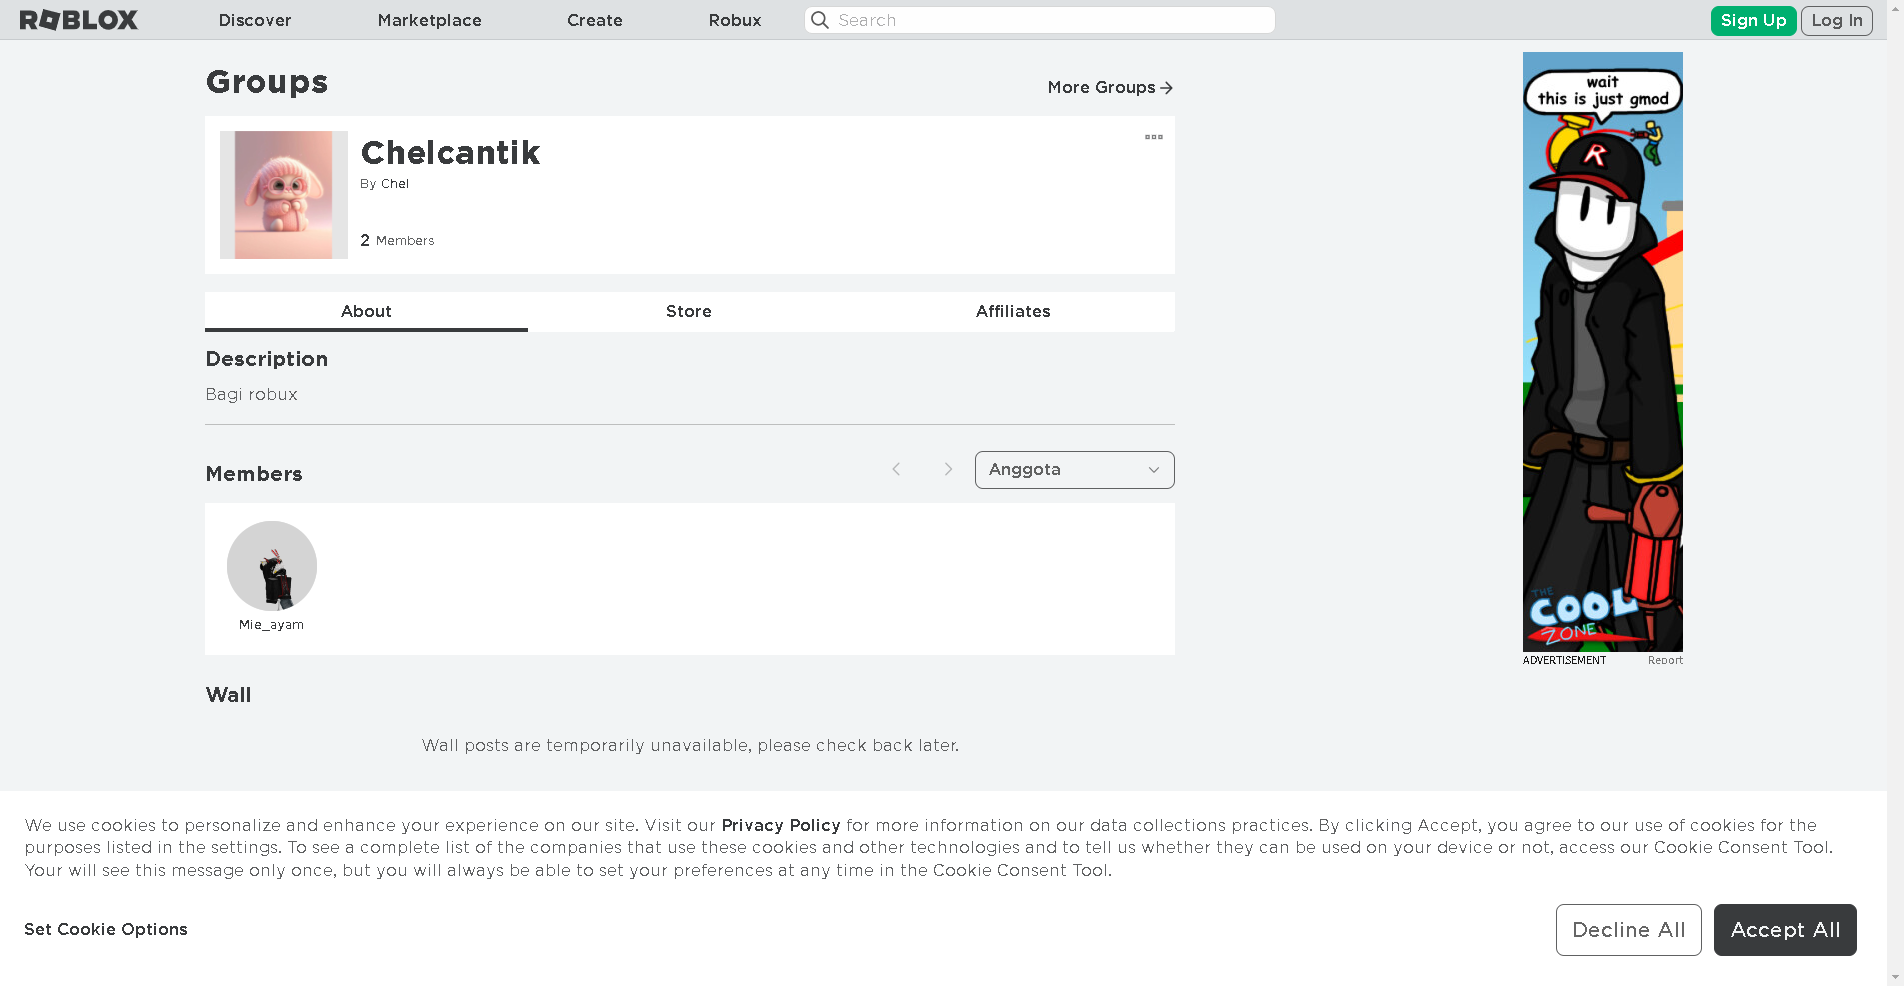 ROBLOX
Discover
Marketplace
Create
Robux
Search
Sign Up
Log In
Groups
More Groups
Chelcantik
By Chel
2 Members
About
Store
Affiliates
Description
Bagi robux
Members
Anggota
Mie_ayam
Wall
Wall posts are temporarily unavailable, please check back later.
wait
this is just gmod
R
THE
COOL
ZONE
ADVERTISEMENT
Report
We use cookies to personalize and enhance your experience on our site. Visit our Privacy Policy for more information on our data collections practices. By clicking Accept, you agree to our use of cookies for the
purposes listed in the settings. To see a complete list of the companies that use these cookies and other technologies and to tell us whether they can be used on your device or not, access our Cookie Consent Tool.
Your will see this message only once, but you will always be able to set your preferences at any time in the Cookie Consent Tool.
Set Cookie Options
Decline All
Accept All